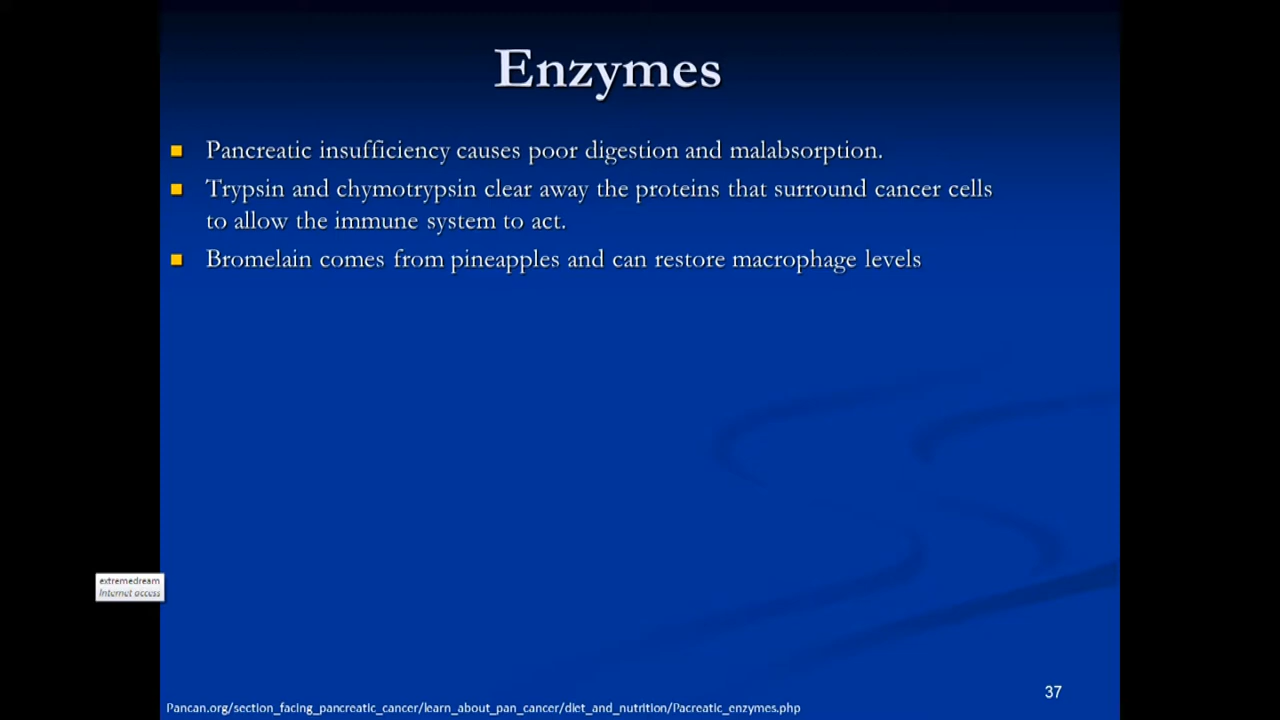 Enzymes
Pancreatic insufficiency causes poor digestion and malabsorption.
Trypsin and chymotrypsin clear away the proteins that surround cancer cells
to allow the immune system to act.
Bromelain comes from pineapples and can restore macrophage levels
extremedream
Internet access
37
Pancan.org/section_facing_pancreatic_cancer/learn_about_pan_cancer/diet_and_nutrition/Pacreatic_enzymes.php